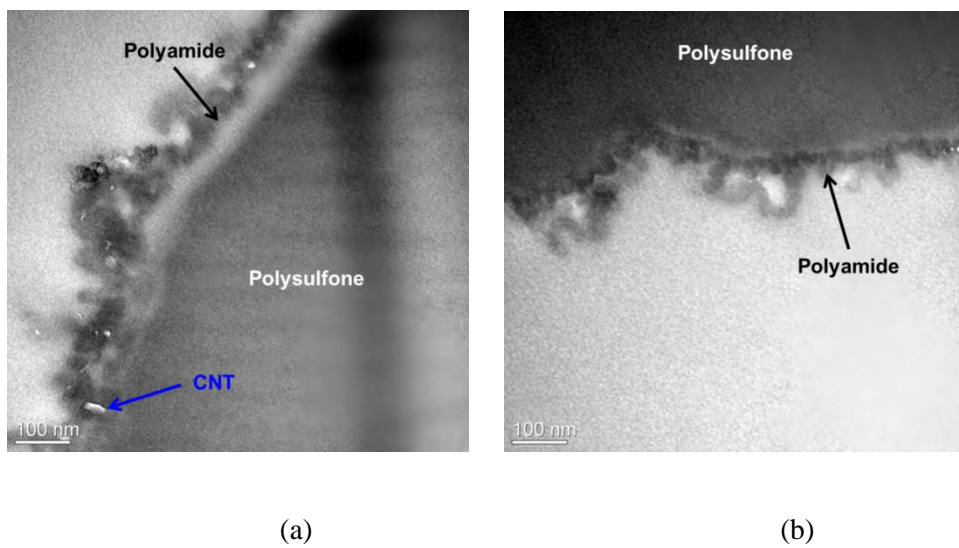 Polyamide
Polysulfone
CNT
100 nm
(a)
Polysulfone
Polyamide
100 nm
(b)